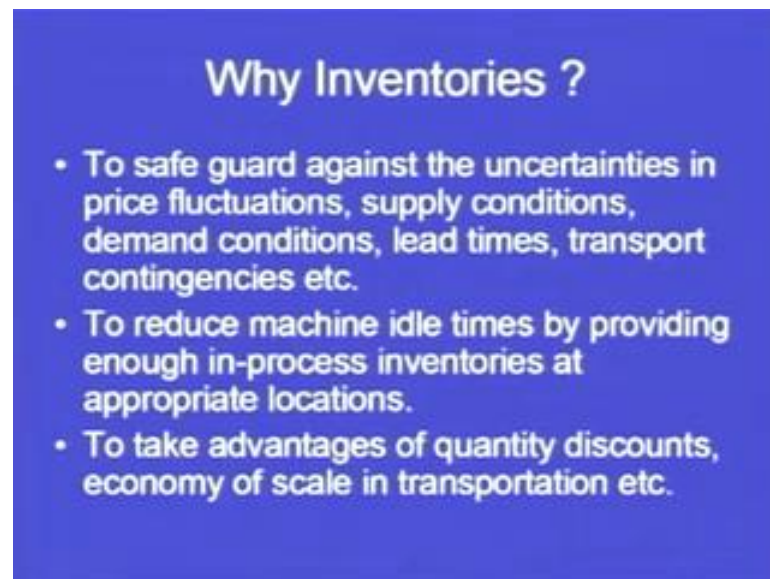 Why Inventories ?
• To safe guard against the uncertainties in
price fluctuations, supply conditions,
demand conditions, lead times, transport
contingencies etc.
• To reduce machine idle times by providing
enough in-process inventories at
appropriate locations.
• To take advantages of quantity discounts,
economy of scale in transportation etc.